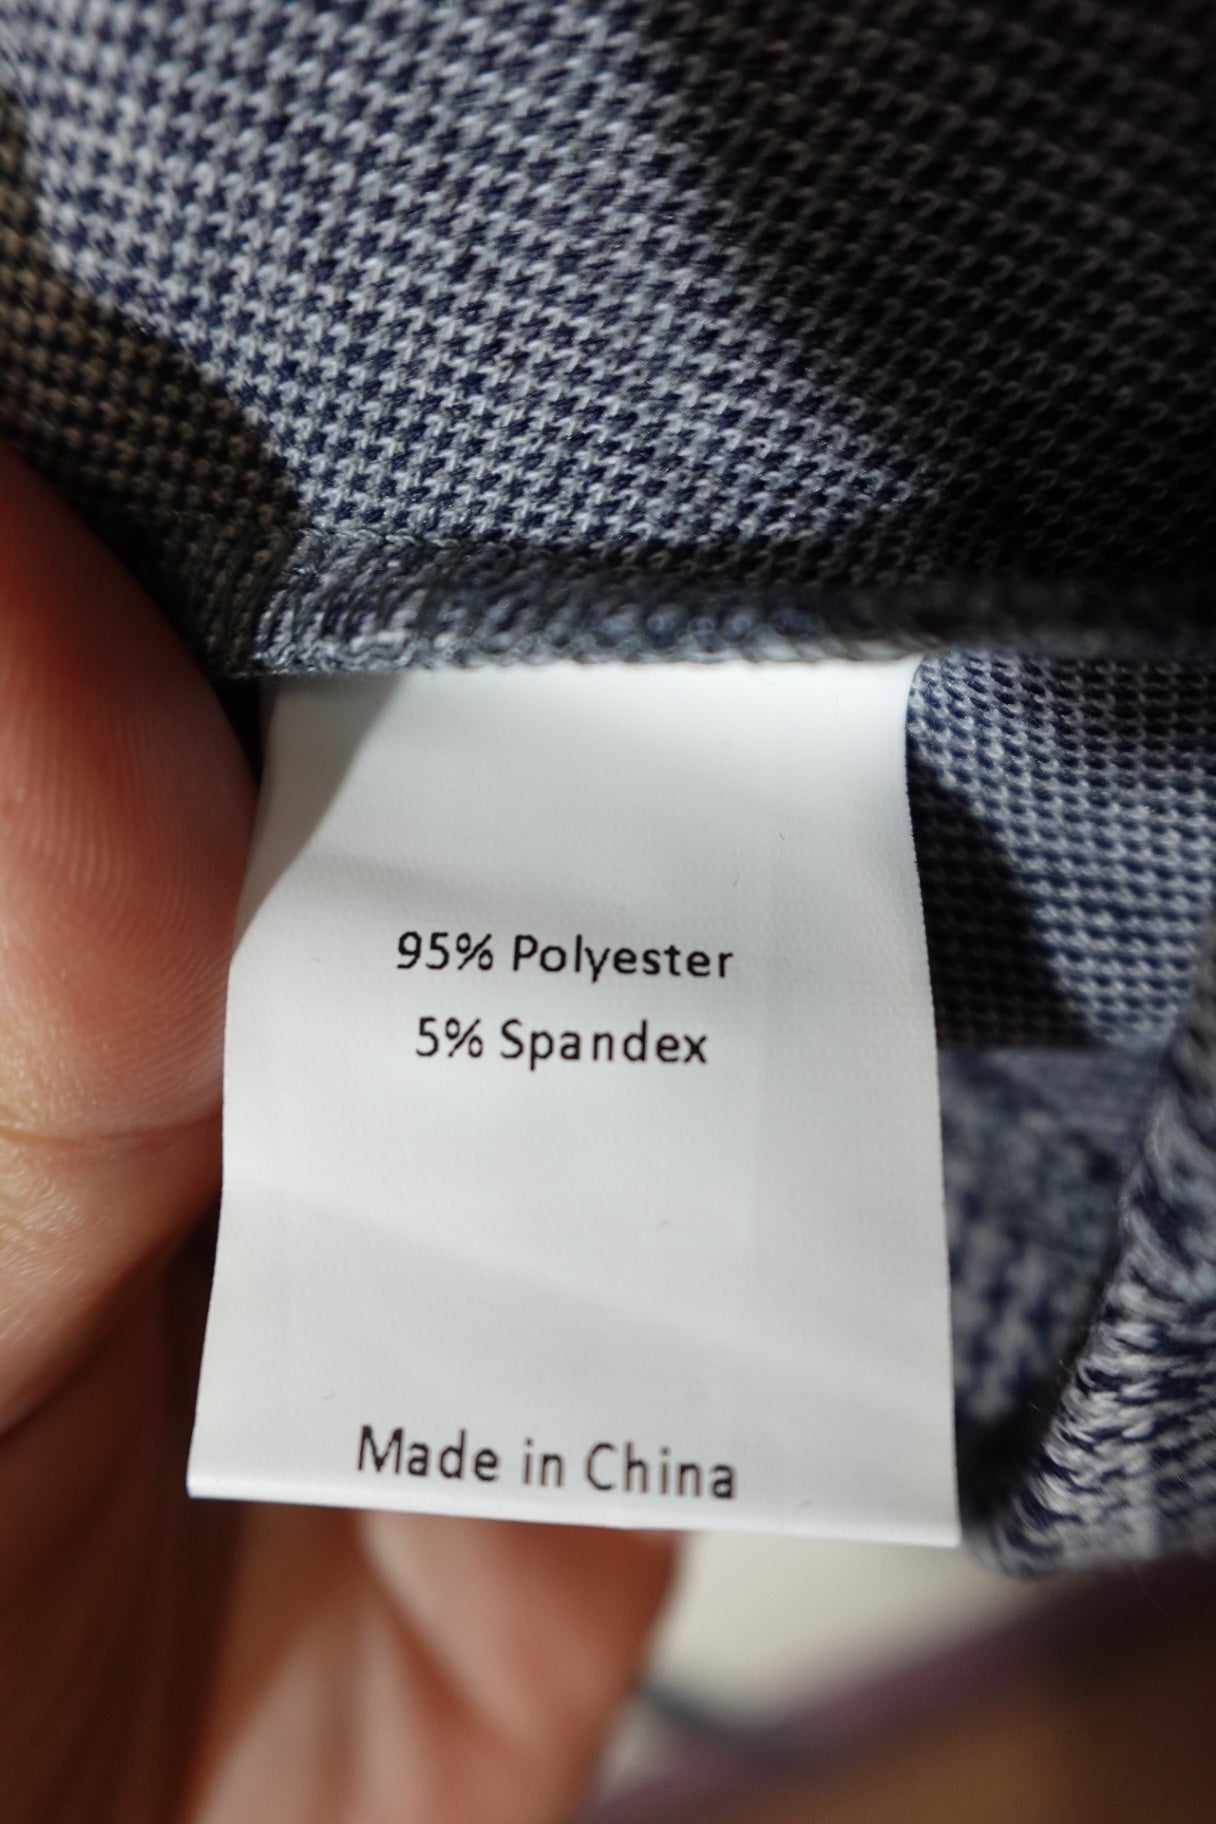 95% Polyester
5% Spandex
Made in China